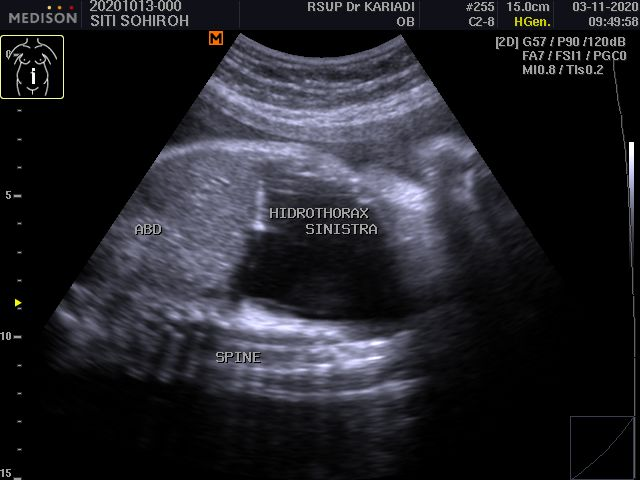 MEDISON
20201013-000
SITI SOHIROH
RSUP Dr KARIADI
OB
#255
C2-8
15.0cm
HGen.
03-11-2020
09:49:58
[2D] G57 / P90 /120dB
FA7 / FSI1 / PGC0
MI0.8 / TIs0.2
M
i
5
HIDROTHORAX
SINISTRA
ABD
10
SPINE
15